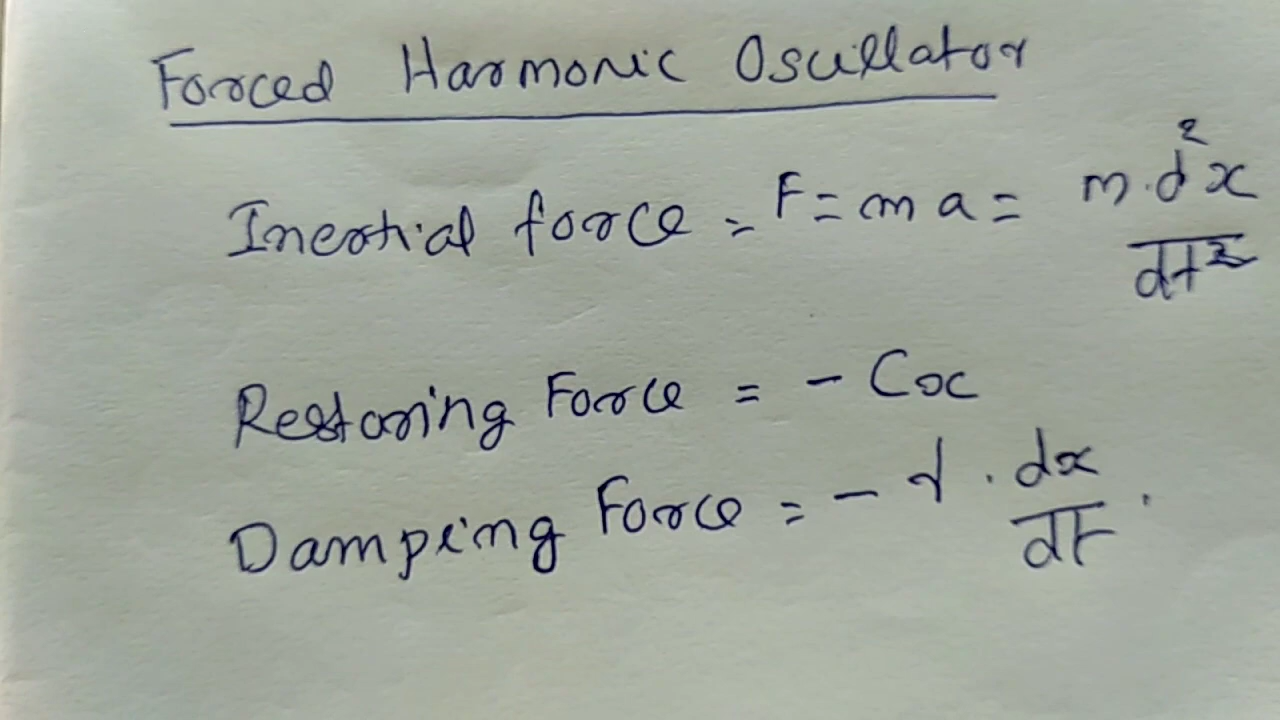 Forced Harmonic Oscillator
Inertial force = F = ma = m.d²x/dt²
Restoring Force = - Cx
Damping Force = - γ . dx/dt .